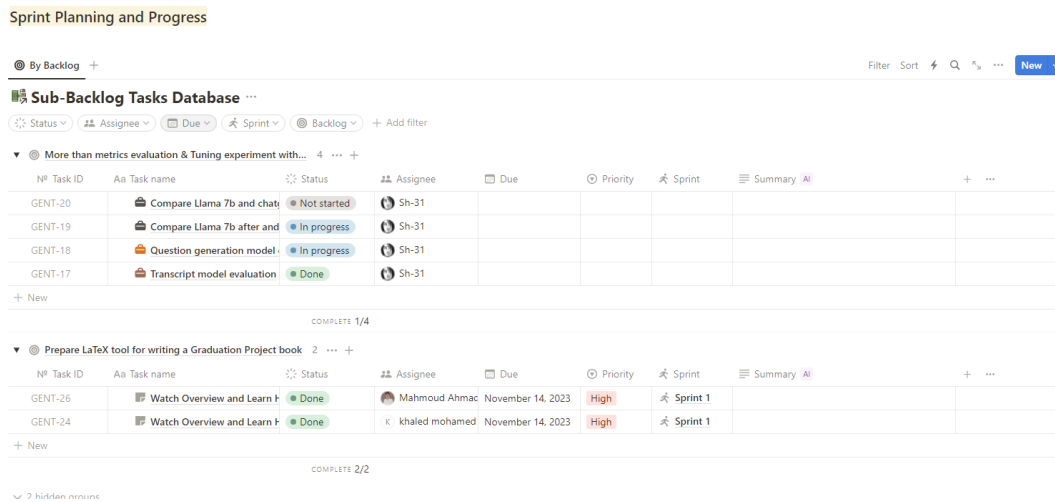 Sprint Planning and Progress
By Backlog
Filter Sort New
Sub-Backlog Tasks Database
Status Assignee Due Sprint Backlog + Add filter
More than metrics evaluation & Tuning experiment with... 4
Nº Task ID Aa Task name Status Assignee Due Priority Sprint Summary AI
GENT-20 Compare Llama 7b and chat Not started Sh-31
GENT-19 Compare Llama 7b after and In progress Sh-31
GENT-18 Question generation model In progress Sh-31
GENT-17 Transcript model evaluation Done Sh-31
+ New
COMPLETE 1/4
Prepare LaTeX tool for writing a Graduation Project book 2
Nº Task ID Aa Task name Status Assignee Due Priority Sprint Summary AI
GENT-26 Watch Overview and Learn H Done Mahmoud Ahmad November 14, 2023 High Sprint 1
GENT-24 Watch Overview and Learn H Done K khaled mohamed November 14, 2023 High Sprint 1
+ New
COMPLETE 2/2
2 hidden groups